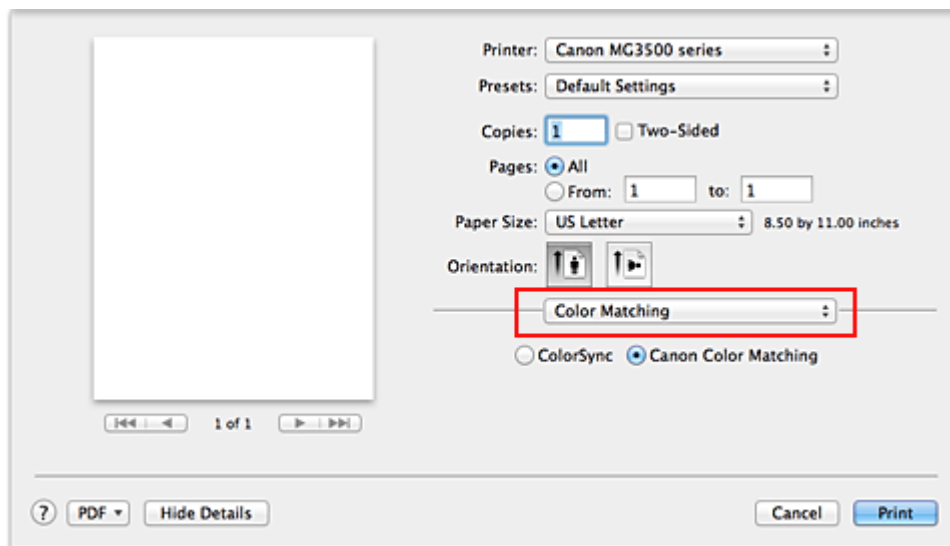 Printer: Canon MG3500 series
Presets: Default Settings
Copies: 1 Two-Sided
Pages: All
From: 1 to: 1
Paper Size: US Letter 8.50 by 11.00 inches
Orientation:
Color Matching
ColorSync Canon Color Matching
1 of 1
? PDF Hide Details Cancel Print